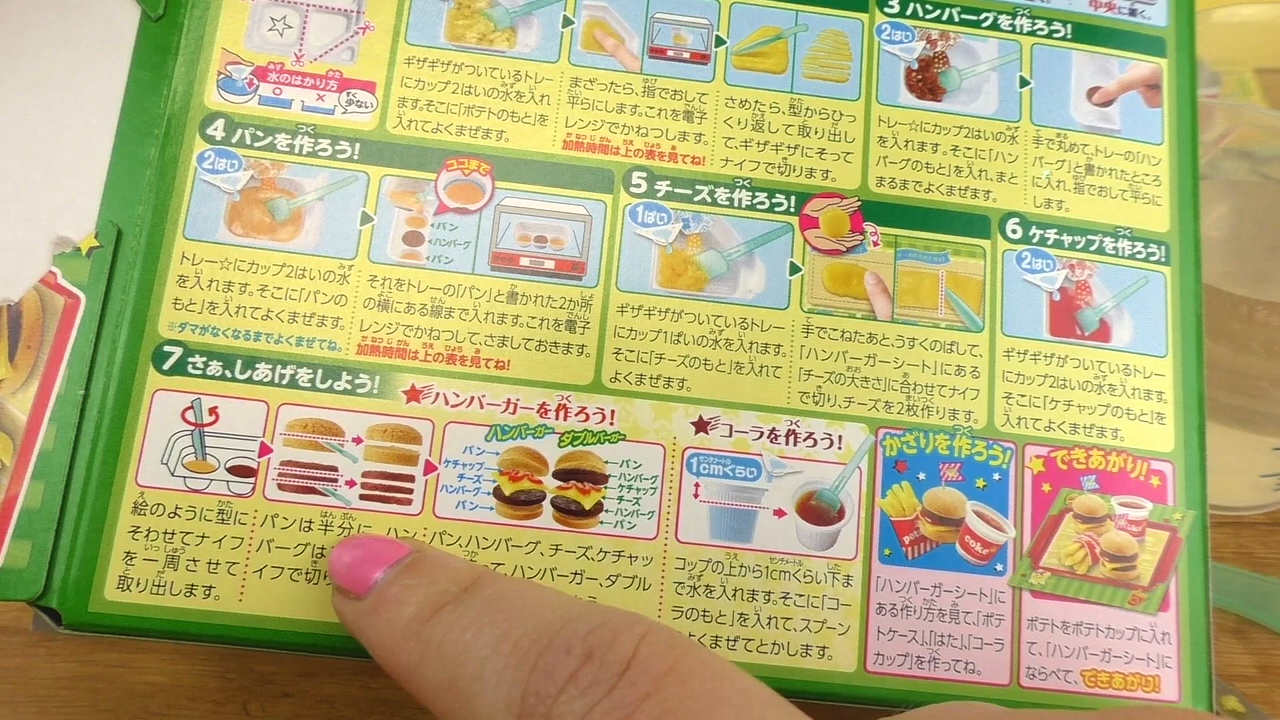 中央に置く。
水のはかり方
すぐ少ない
ギザギザがついているトレー
にカップ2はいの水を入れ
ます。そこに「ポテトのもと」を
入れてよくまぜます。
まざったら、指でおして
平らにします。これを電子
レンジでかねつします。
加熱時間は上の表を見てね!
さめたら、型からひっ
くり返して取り出し
て、ギザギザにそって
ナイフで切ります。
3 ハンバーグを作ろう!
2はい
トレー☆にカップ2はいの水
を入れます。そこに「ハン
バーグのもと」を入れ、まと
まるまでよくまぜます。
手で丸めて、トレーの「ハン
バーグ」と書かれたところ
に入れ、指でおして平らに
します。
4 パンを作ろう!
2はい
ココまで
パン
ハンバーグ
パン
トレー☆にカップ2はいの水
を入れます。そこに「パンの
もと」を入れてよくまぜます。
※ダマがなくなるまでよくまぜてね。
それをトレーの「パン」と書かれた2か所
の横にある線まで入れます。これを電子
レンジでかねつして、さましておきます。
加熱時間は上の表を見てね!
5 チーズを作ろう!
1ぱい
ギザギザがついているトレー
にカップ1ぱいの水を入れます。
そこに「チーズのもと」を入れて
よくまぜます。
手でこねたあと、うすくのばして、
「ハンバーガーシート」にある
「チーズの大きさ」に合わせてナイフ
で切り、チーズを2枚作ります。
6 ケチャップを作ろう!
2はい
ギザギザがついているトレー
にカップ2はいの水を入れます。
そこに「ケチャップのもと」を
入れてよくまぜます。
7 さぁ、しあげをしよう!
絵のように型に
そわせてナイフ
を一周させて
取り出します。
パンは半分に、ハン
バーグは
イフで切り
★ハンバーガーを作ろう!
ハンバーガー
ダブルバーガー
パン
ケチャップ
チーズ
ハンバーグ
パン
パン
ハンバーグ
ケチャップ
チーズ
ハンバーグ
パン
パン、ハンバーグ、チーズ、ケチャッ
って、ハンバーガー、ダブル
★コーラを作ろう!
1cmぐらい
コップの上から1cmくらい下ま
で水を入れます。そこに「コー
ラのもと」を入れて、スプーン
でよくまぜてとかします。
かざりを作ろう!
potato
coke
「ハンバーガーシート」に
ある作り方を見て、「ポテ
トケース」、「はた」、「コーラ
カップ」を作ってね。
できあがり!
ポテトをポテトカップに入れ
て、「ハンバーガーシート」に
ならべて、できあがり!